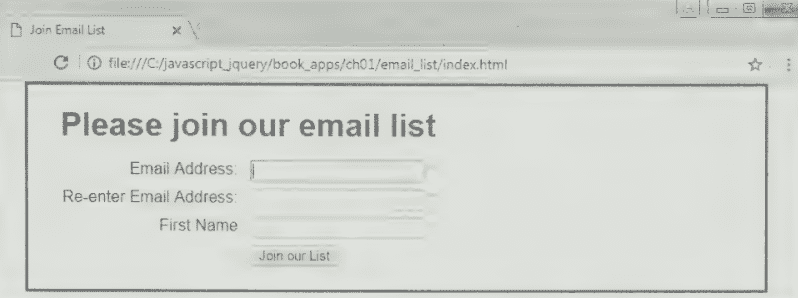 Join Email List
file:///C:/javascript_jquery/book_apps/ch01/email_list/index.html
Please join our email list
Email Address:
Re-enter Email Address:
First Name
Join our List